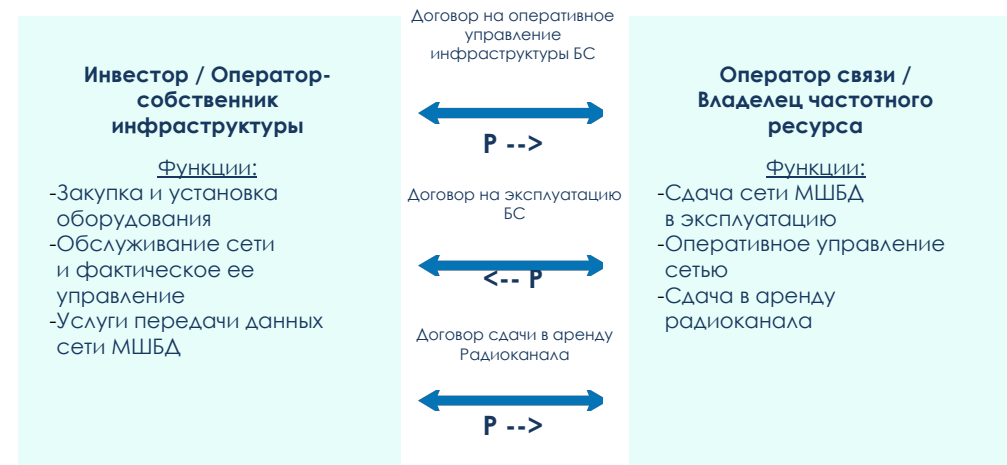 Инвестор / Оператор-
собственник
инфраструктуры
Функции:
-Закупка и установка
оборудования
-Обслуживание сети
и фактическое ее
управление
-Услуги передачи данных
сети МШБД
Договор на оперативное
управление
инфраструктуры БС
Р -->
Договор на эксплуатацию
БС
<-- Р
Договор сдачи в аренду
Радиоканала
Р -->
Оператор связи /
Владелец частотного
ресурса
Функции:
-Сдача сети МШБД
в эксплуатацию
-Оперативное управление
сетью
-Сдача в аренду
радиоканала